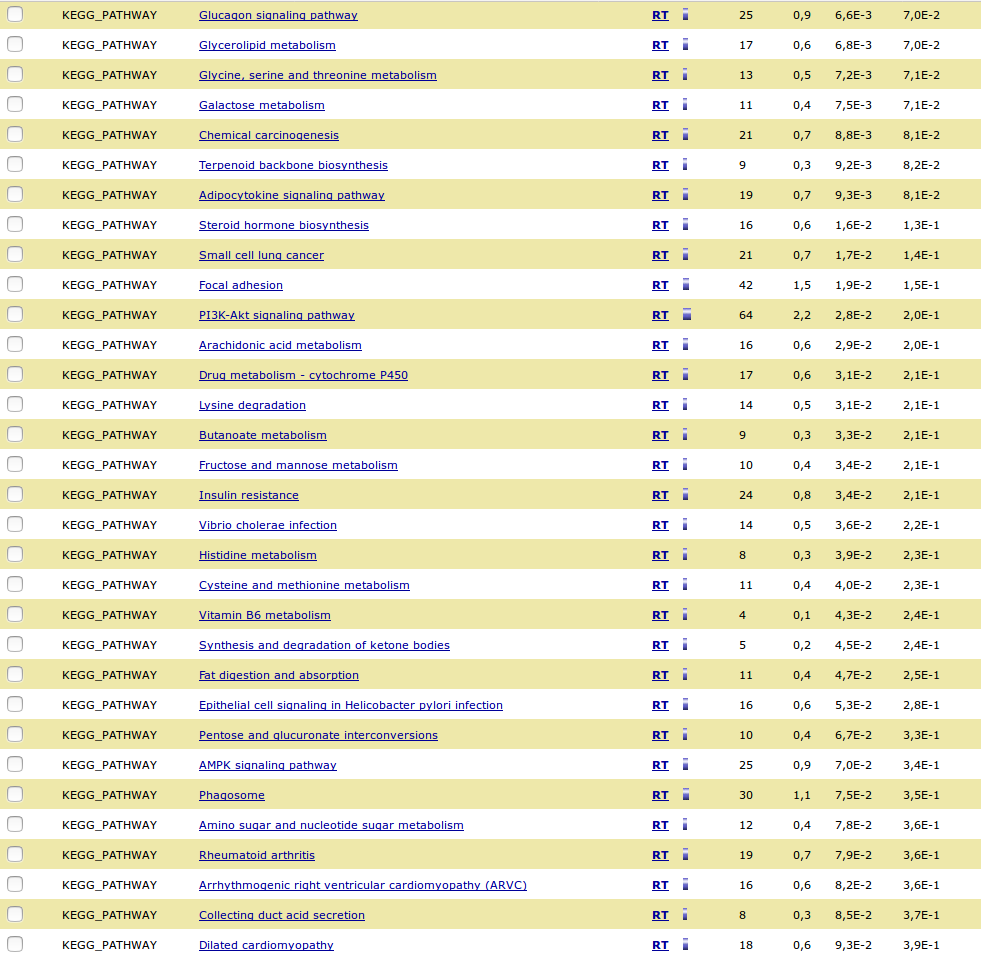 KEGG_PATHWAY Glucagon signaling pathway RT 25 0,9 6,6E-3 7,0E-2
KEGG_PATHWAY Glycerolipid metabolism RT 17 0,6 6,8E-3 7,0E-2
KEGG_PATHWAY Glycine, serine and threonine metabolism RT 13 0,5 7,2E-3 7,1E-2
KEGG_PATHWAY Galactose metabolism RT 11 0,4 7,5E-3 7,1E-2
KEGG_PATHWAY Chemical carcinogenesis RT 21 0,7 8,8E-3 8,1E-2
KEGG_PATHWAY Terpenoid backbone biosynthesis RT 9 0,3 9,2E-3 8,2E-2
KEGG_PATHWAY Adipocytokine signaling pathway RT 19 0,7 9,3E-3 8,1E-2
KEGG_PATHWAY Steroid hormone biosynthesis RT 16 0,6 1,6E-2 1,3E-1
KEGG_PATHWAY Small cell lung cancer RT 21 0,7 1,7E-2 1,4E-1
KEGG_PATHWAY Focal adhesion RT 42 1,5 1,9E-2 1,5E-1
KEGG_PATHWAY PI3K-Akt signaling pathway RT 64 2,2 2,8E-2 2,0E-1
KEGG_PATHWAY Arachidonic acid metabolism RT 16 0,6 2,9E-2 2,0E-1
KEGG_PATHWAY Drug metabolism - cytochrome P450 RT 17 0,6 3,1E-2 2,1E-1
KEGG_PATHWAY Lysine degradation RT 14 0,5 3,1E-2 2,1E-1
KEGG_PATHWAY Butanoate metabolism RT 9 0,3 3,3E-2 2,1E-1
KEGG_PATHWAY Fructose and mannose metabolism RT 10 0,4 3,4E-2 2,1E-1
KEGG_PATHWAY Insulin resistance RT 24 0,8 3,4E-2 2,1E-1
KEGG_PATHWAY Vibrio cholerae infection RT 14 0,5 3,6E-2 2,2E-1
KEGG_PATHWAY Histidine metabolism RT 8 0,3 3,9E-2 2,3E-1
KEGG_PATHWAY Cysteine and methionine metabolism RT 11 0,4 4,0E-2 2,3E-1
KEGG_PATHWAY Vitamin B6 metabolism RT 4 0,1 4,3E-2 2,4E-1
KEGG_PATHWAY Synthesis and degradation of ketone bodies RT 5 0,2 4,5E-2 2,4E-1
KEGG_PATHWAY Fat digestion and absorption RT 11 0,4 4,7E-2 2,5E-1
KEGG_PATHWAY Epithelial cell signaling in Helicobacter pylori infection RT 16 0,6 5,3E-2 2,8E-1
KEGG_PATHWAY Pentose and glucuronate interconversions RT 10 0,4 6,7E-2 3,3E-1
KEGG_PATHWAY AMPK signaling pathway RT 25 0,9 7,0E-2 3,4E-1
KEGG_PATHWAY Phagosome RT 30 1,1 7,5E-2 3,5E-1
KEGG_PATHWAY Amino sugar and nucleotide sugar metabolism RT 12 0,4 7,8E-2 3,6E-1
KEGG_PATHWAY Rheumatoid arthritis RT 19 0,7 7,9E-2 3,6E-1
KEGG_PATHWAY Arrhythmogenic right ventricular cardiomyopathy (ARVC) RT 16 0,6 8,2E-2 3,6E-1
KEGG_PATHWAY Collecting duct acid secretion RT 8 0,3 8,5E-2 3,7E-1
KEGG_PATHWAY Dilated cardiomyopathy RT 18 0,6 9,3E-2 3,9E-1